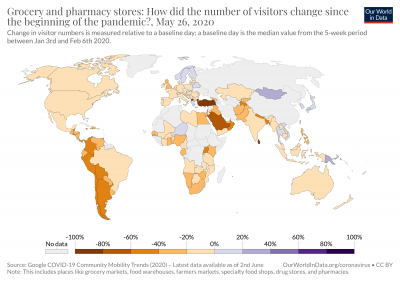 Grocery and pharmacy stores: How did the number of visitors change since
the beginning of the pandemic?, May 26, 2020
Our World
in Data
Change in visitor numbers is measured relative to a baseline day; a baseline day is the median value from the 5-week period
between Jan 3rd and Feb 6th 2020.
No data
-100% -80% -60% -40% -20% 0% 20% 40% 60% 80% 100%
Source: Google COVID-19 Community Mobility Trends (2020) – Latest data available as of 2nd June
OurWorldInData.org/coronavirus • CC BY
Note: This includes places like grocery markets, food warehouses, farmers markets, specialty food shops, drug stores, and pharmacies.